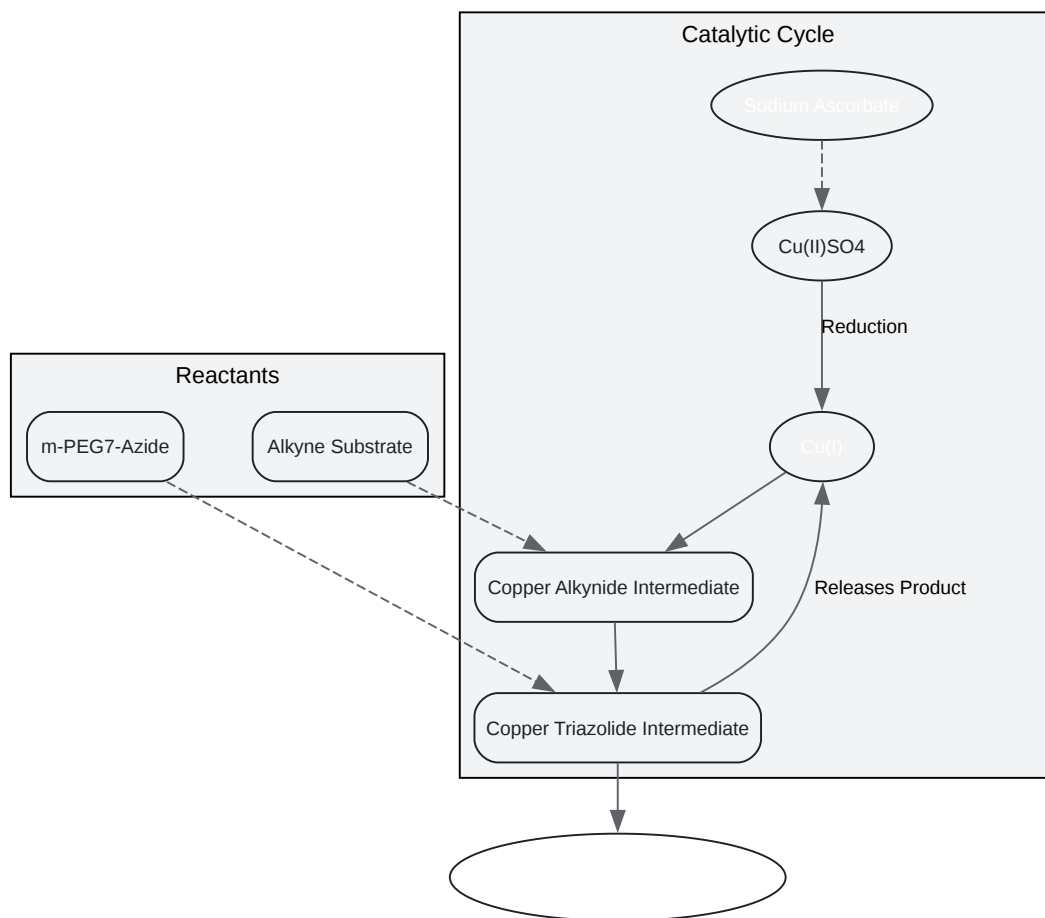 Catalytic Cycle
Sodium Ascorbate
Cu(II)SO4
Reduction
Reactants
m-PEG7-Azide
Alkyne Substrate
Cu(I)
Copper Alkynide Intermediate
Releases Product
Copper Triazolide Intermediate